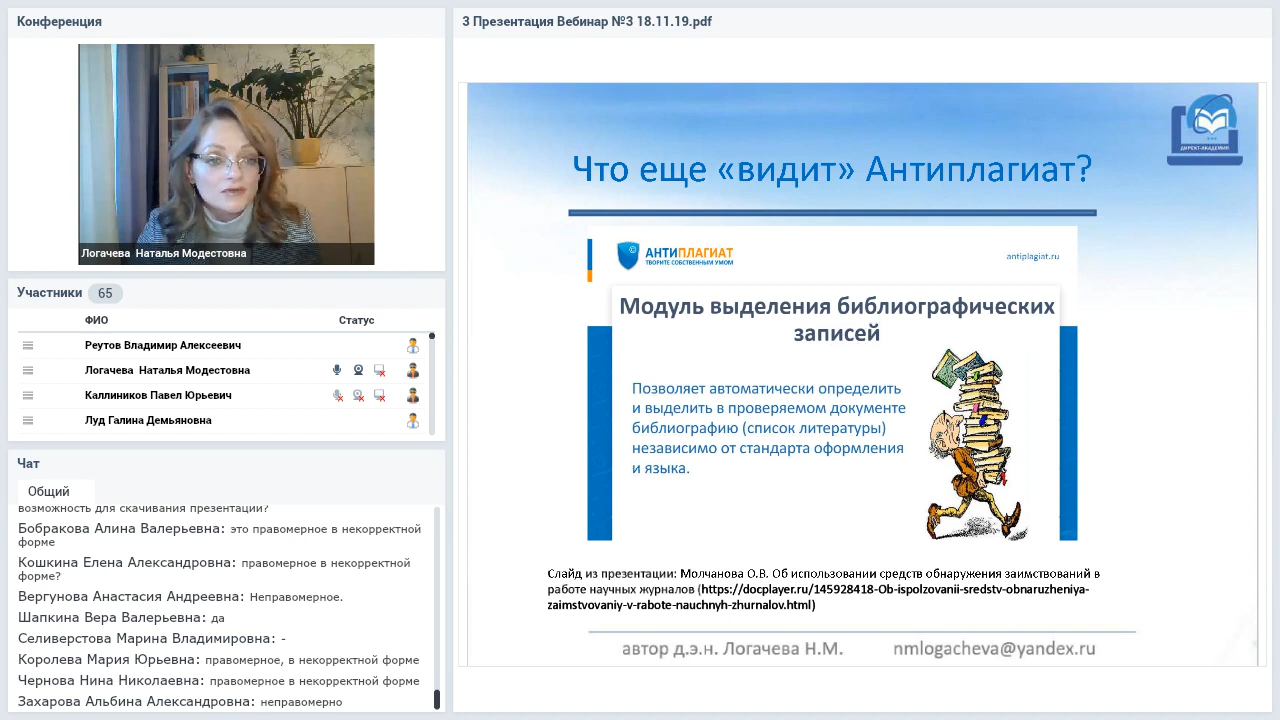 Конференция
Логачева  Наталья Модестовна
Участники 65
ФИО Статус
Реутов Владимир Алексеевич
Логачева  Наталья Модестовна
Каллиников Павел Юрьевич
Луд Галина Демьяновна
Чат
Общий
возможность для скачивания презентации?
Бобракова Алина Валерьевна: это правомерное в некорректной
форме
Кошкина Елена Александровна: правомерное в некорректной
форме?
Вергунова Анастасия Андреевна: Неправомерное.
Шапкина Вера Валерьевна: да
Селиверстова Марина Владимировна: -
Королева Мария Юрьевна: правомерное, в некорректной форме
Чернова Нина Николаевна: правомерное в некорректной форме
Захарова Альбина Александровна: неправомерно
3 Презентация Вебинар №3 18.11.19.pdf
ДИРЕКТ-АКАДЕМИЯ
Что еще «видит» Антиплагиат?
АНТИПЛАГИАТ
ТВОРИТЕ СОБСТВЕННЫМ УМОМ
antiplagiat.ru
Модуль выделения библиографических
записей
Позволяет автоматически определить
и выделить в проверяемом документе
библиографию (список литературы)
независимо от стандарта оформления
и языка.
Слайд из презентации: Молчанова О.В. Об использовании средств обнаружения заимствований в
работе научных журналов (https://docplayer.ru/145928418-Ob-ispolzovanii-sredstv-obnaruzheniya-
zaimstvovaniy-v-rabote-nauchnyh-zhurnalov.html)
автор д.э.н. Логачева Н.М. nmlogacheva@yandex.ru